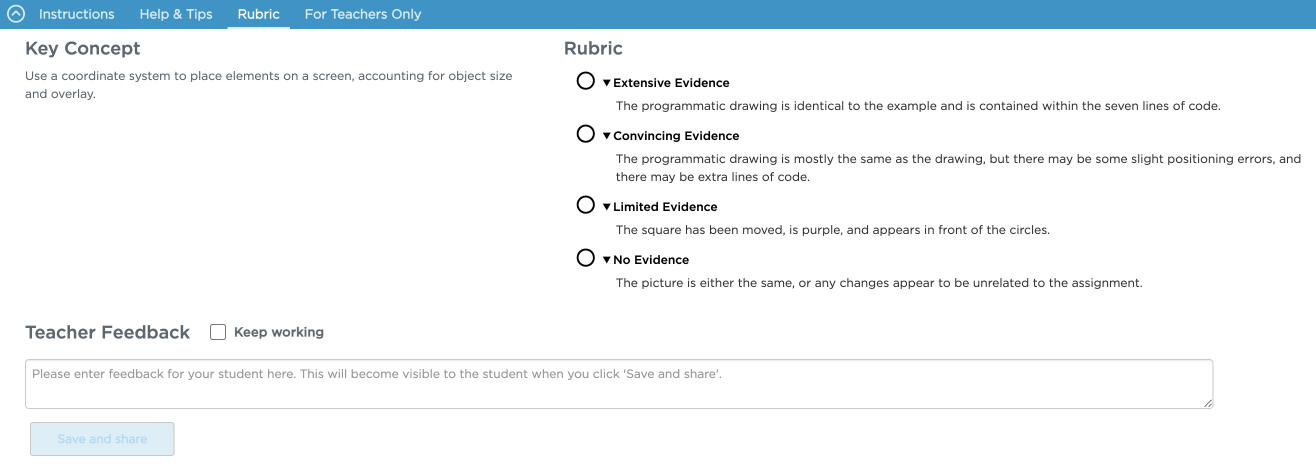 Instructions Help & Tips Rubric For Teachers Only
Key Concept
Use a coordinate system to place elements on a screen, accounting for object size
and overlay.
Rubric
Extensive Evidence
The programmatic drawing is identical to the example and is contained within the seven lines of code.
Convincing Evidence
The programmatic drawing is mostly the same as the drawing, but there may be some slight positioning errors, and
there may be extra lines of code.
Limited Evidence
The square has been moved, is purple, and appears in front of the circles.
No Evidence
The picture is either the same, or any changes appear to be unrelated to the assignment.
Teacher Feedback Keep working
Please enter feedback for your student here. This will become visible to the student when you click 'Save and share'.
Save and share